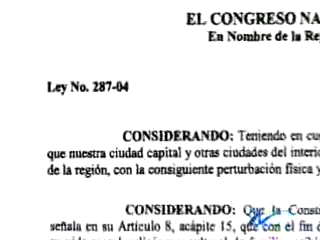 EL CONGRESO NA
En Nombre de la Re
Ley No. 287-04
CONSIDERANDO: Teniendo en cu
que nuestra ciudad capital y otras ciudades del interi
de la región, con la consiguiente perturbación física y
CONSIDERANDO: Que la Const
señala en su Artículo 8, acápite 15, que con el fin d